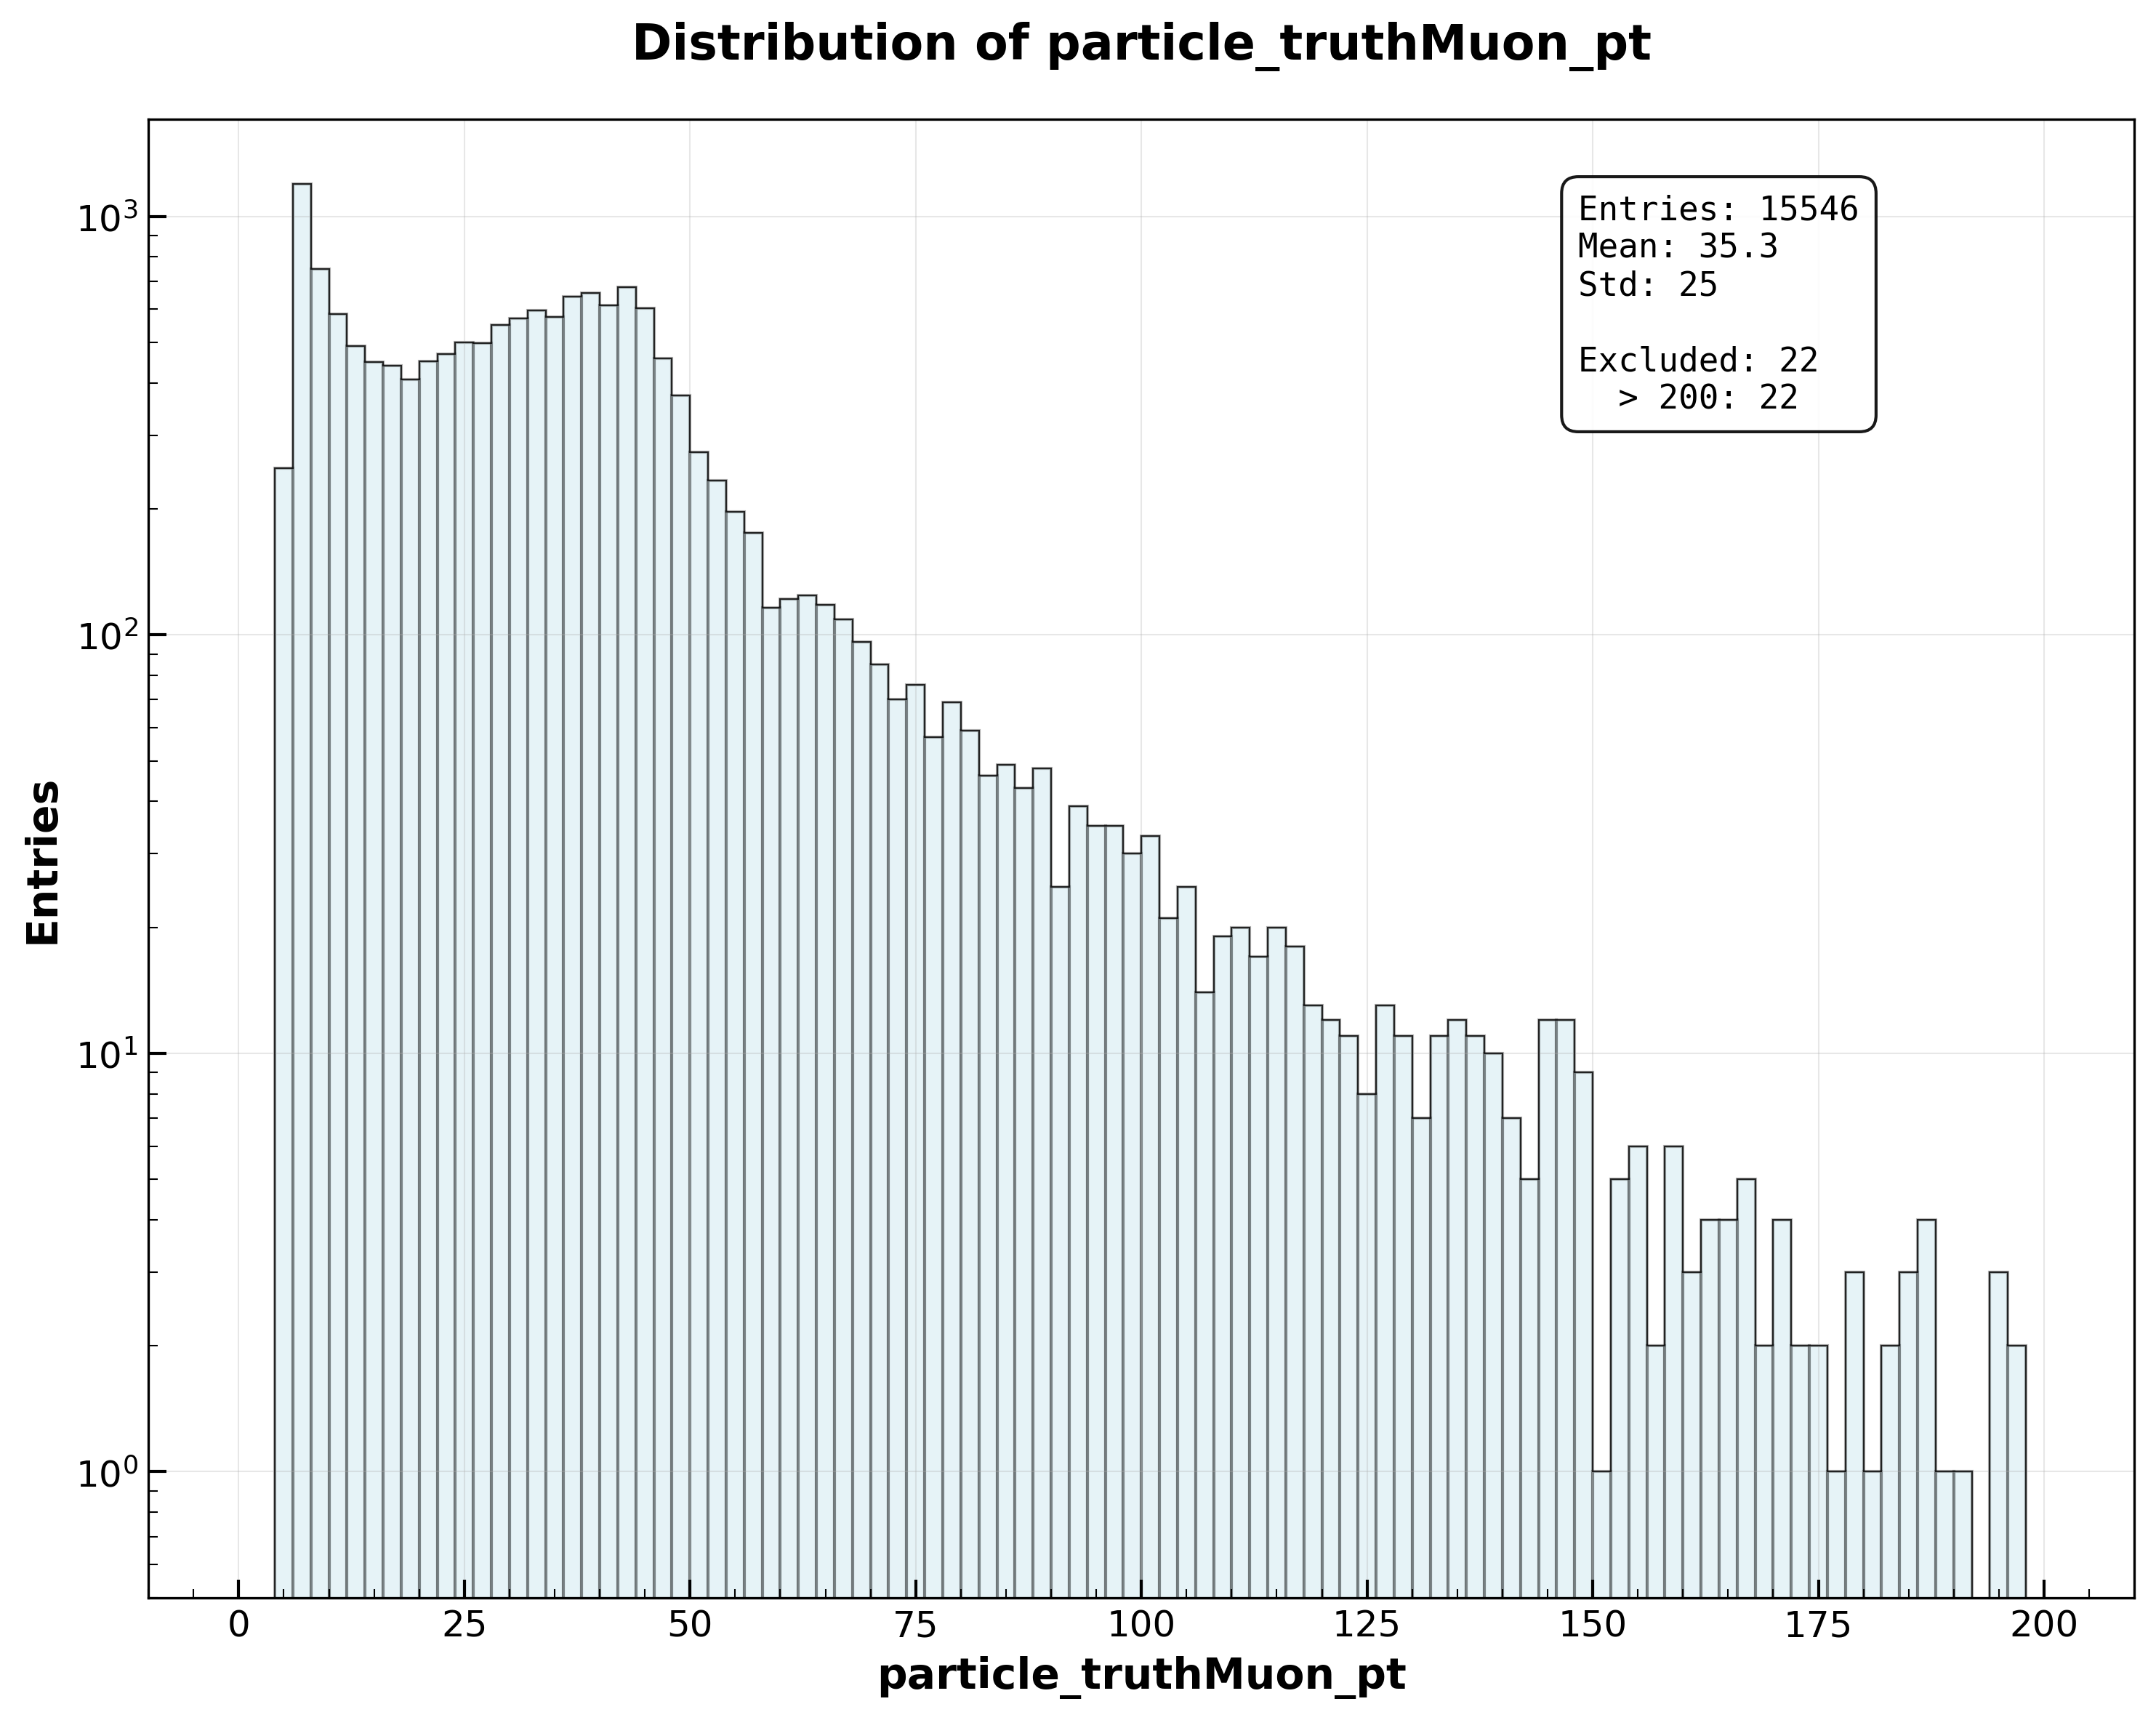 Distribution of particle_truthMuon_pt
Entries: 15546
Mean: 35.3
Std: 25
Excluded: 22
> 200: 22
Entries
10³
10²
10¹
10⁰
0 25 50 75 100 125 150 175 200
particle_truthMuon_pt